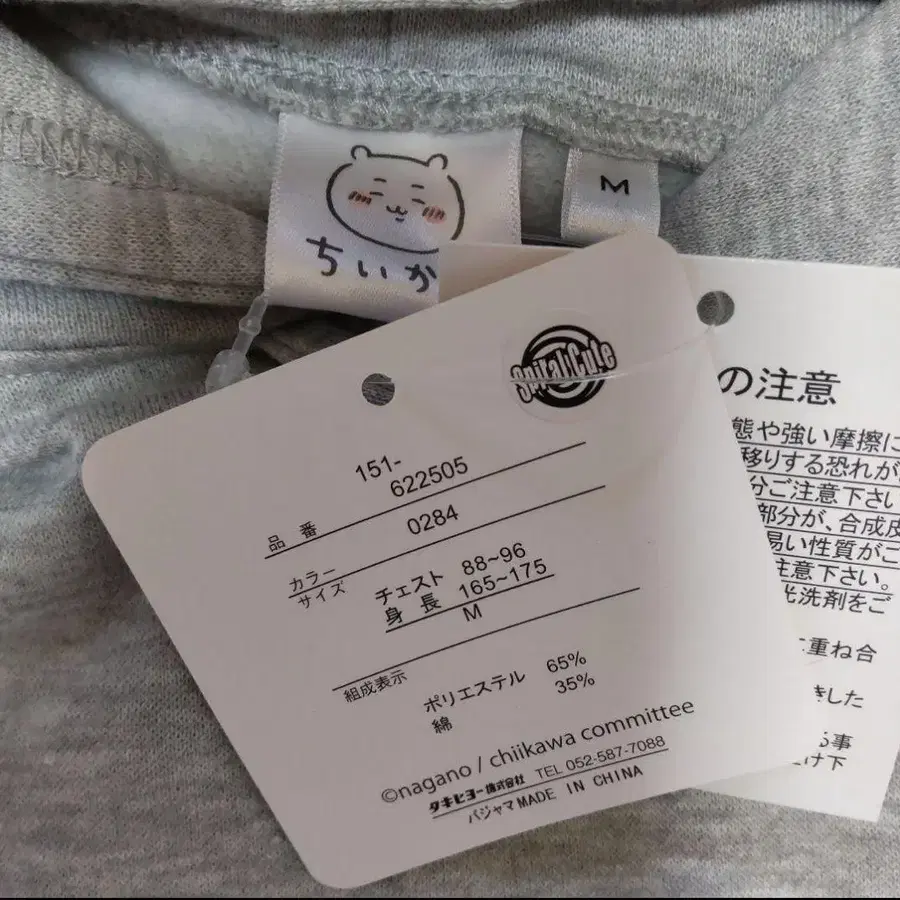 ちいか
M
Spiral Cute
151-
622505
品 番
0284
カラー
サイズ
チェスト 88~96
身 長 165~175
M
組成表示
ポリエステル 65%
綿 35%
©nagano / chiikawa committee
タキヒヨー株式会社 TEL 052-587-7088
パジャマ MADE IN CHINA
の注意
態や強い摩擦に
移りする恐れが
分ご注意下さい
部分が、合成皮
易い性質がご
注意下さい。
光洗剤をご
に重ね合
きした
る事
け下